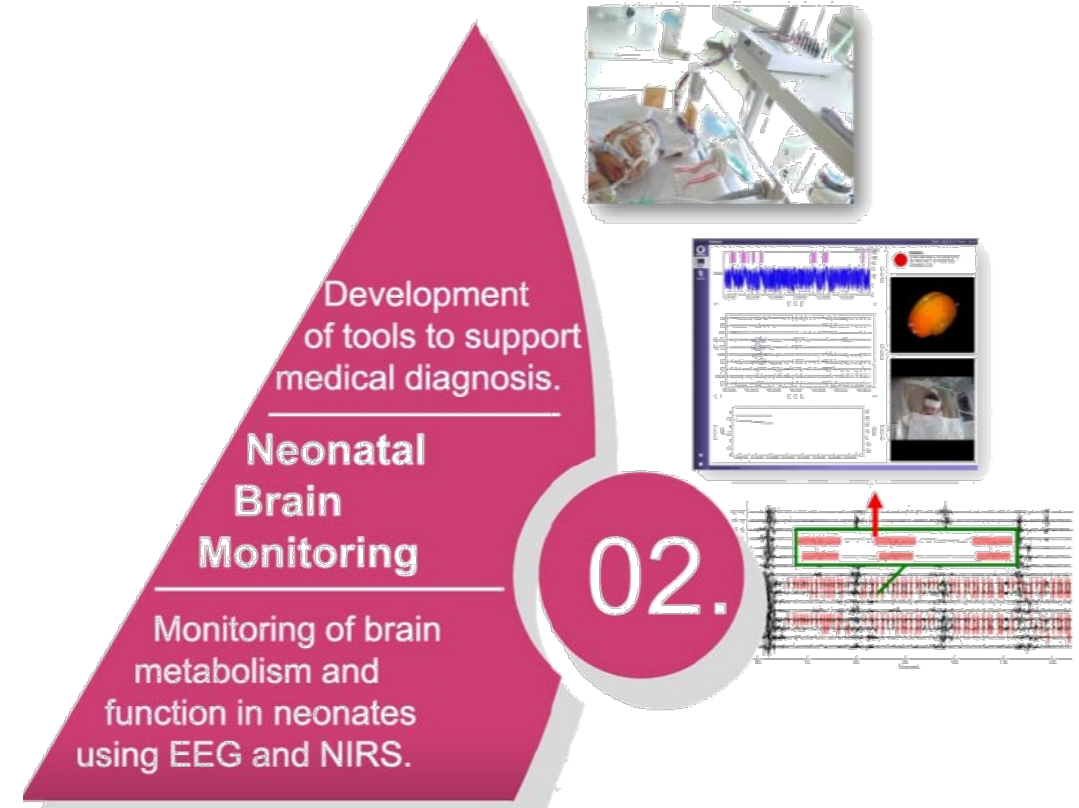 Development
of tools to support
medical diagnosis.
Neonatal
Brain
Monitoring
02.
Monitoring of brain
metabolism and
function in neonates
using EEG and NIRS.